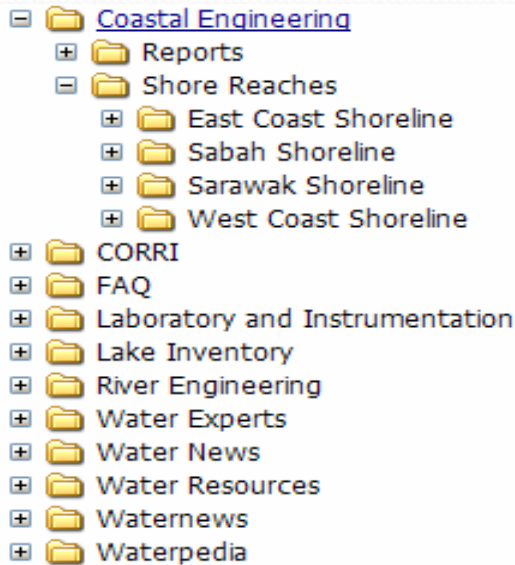 Coastal Engineering
Reports
Shore Reaches
East Coast Shoreline
Sabah Shoreline
Sarawak Shoreline
West Coast Shoreline
CORRI
FAQ
Laboratory and Instrumentation
Lake Inventory
River Engineering
Water Experts
Water News
Water Resources
Waternews
Waterpedia